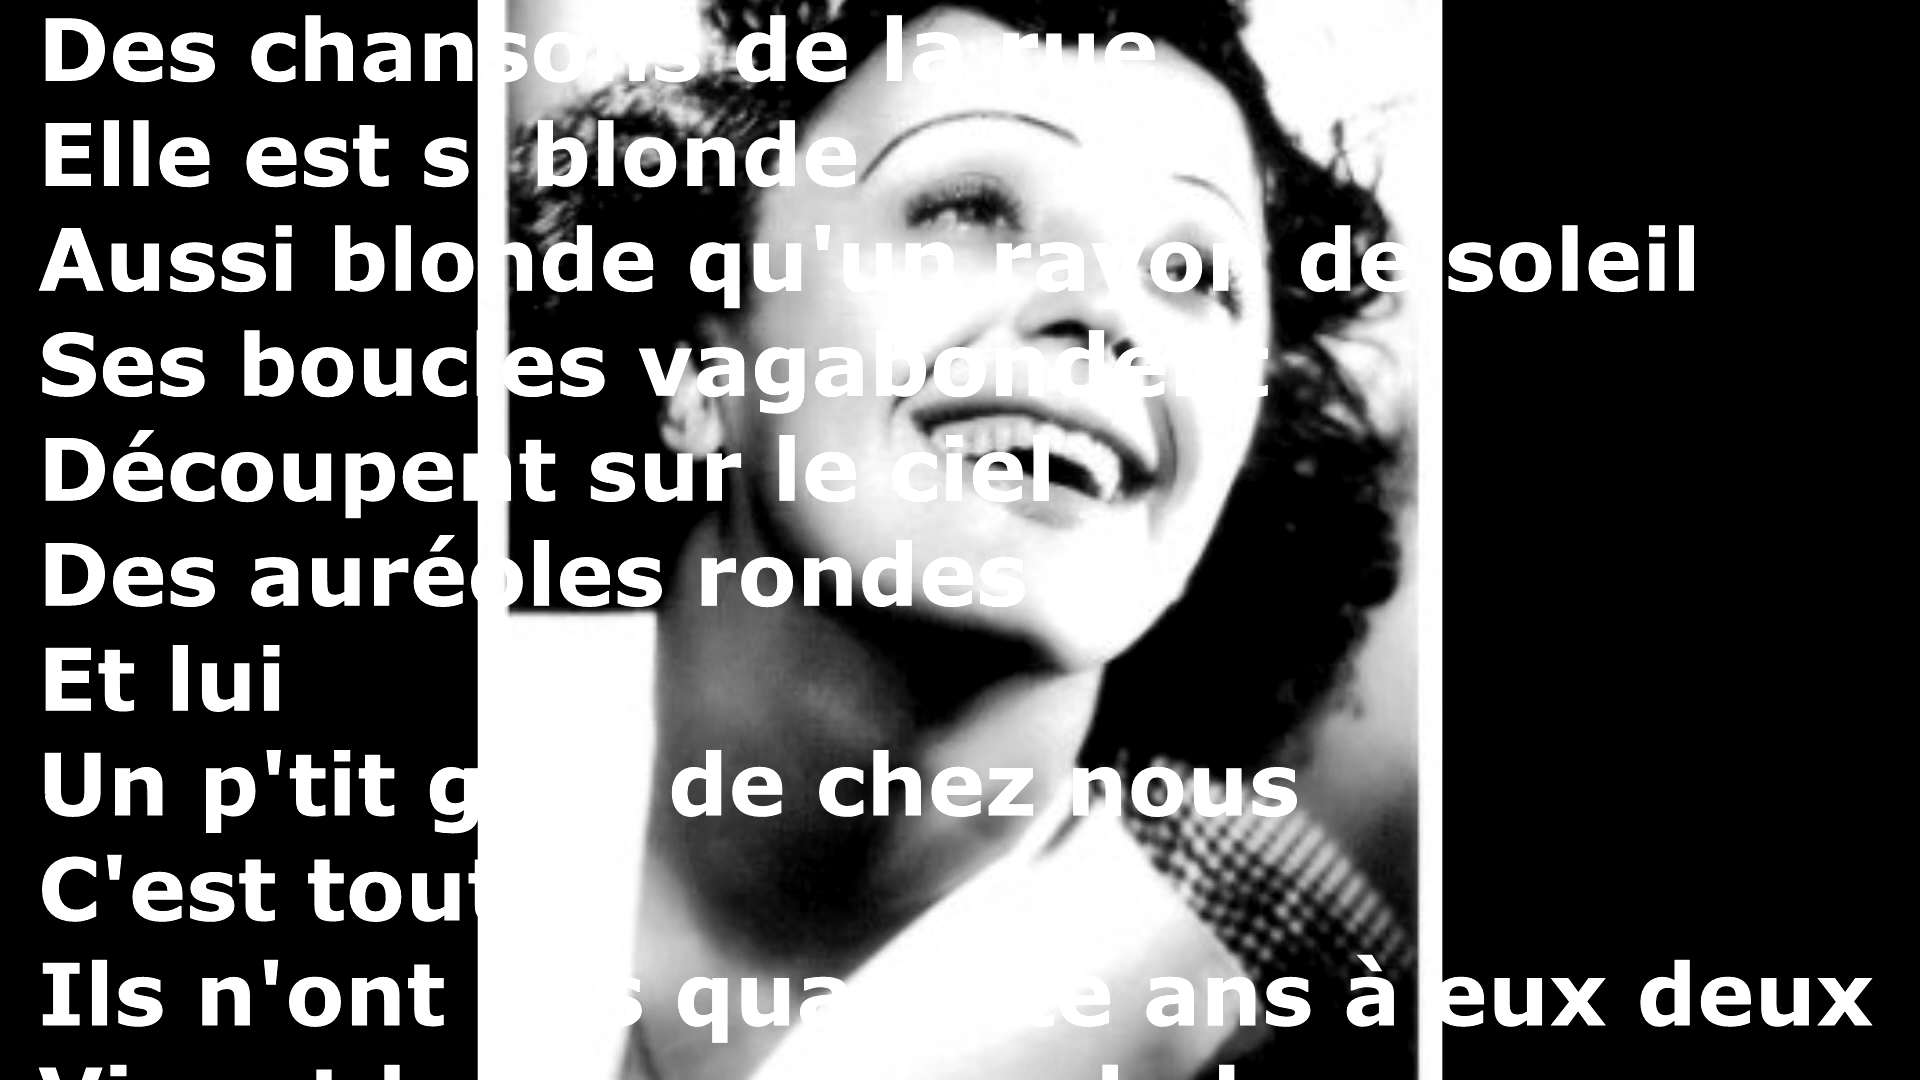 Des chansons de la rue
Elle est si blonde
Aussi blonde qu'un rayon de soleil
Ses boucles vagabondent
Découpent sur le ciel
Des auréoles rondes
Et lui
Un p'tit de chez nous
C'est tout
Ils n'ont pas quarante ans à eux deux